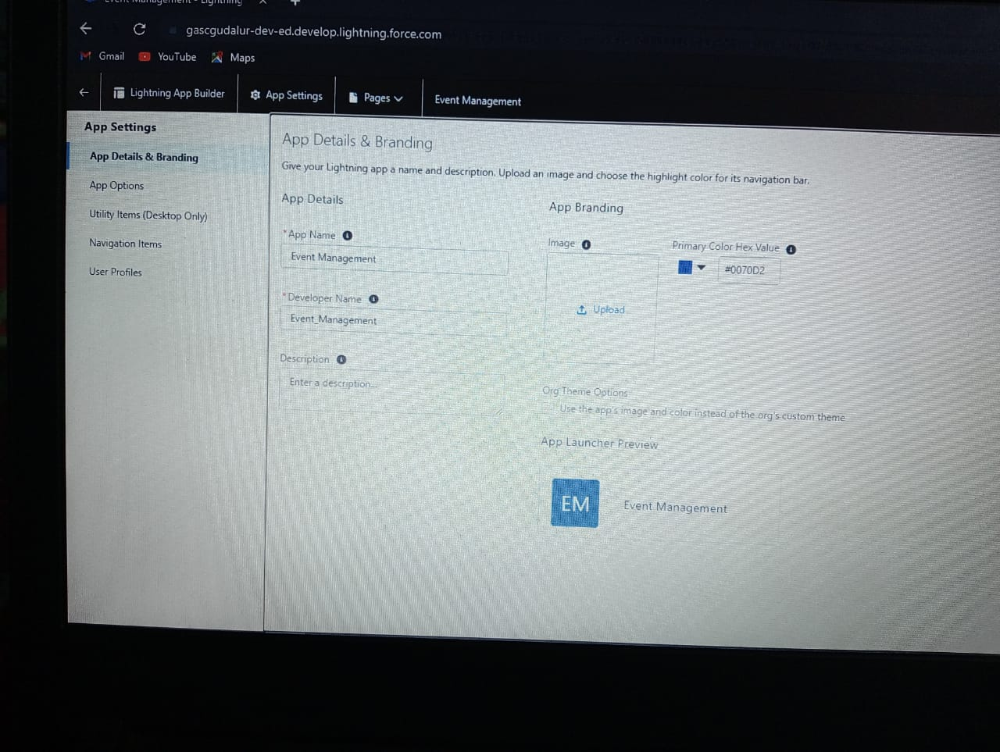 gascgudalur-dev-ed.develop.lightning.force.com
Gmail YouTube Maps
Lightning App Builder App Settings Pages Event Management
App Settings
App Details & Branding
App Options
Utility Items (Desktop Only)
Navigation Items
User Profiles
App Details & Branding
Give your Lightning app a name and description. Upload an image and choose the highlight color for its navigation bar.
App Details
*App Name
Event Management
*Developer Name
Event_Management
Description
Enter a description...
App Branding
Image
Upload
Primary Color Hex Value
#0070D2
Org Theme Options
Use the app's image and color instead of the org's custom theme
App Launcher Preview
EM Event Management